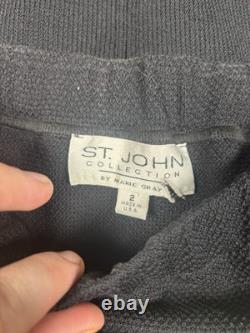 ST. JOHN
COLLECTION
BY MARIE GRAY
2
MADE IN
U.S.A.